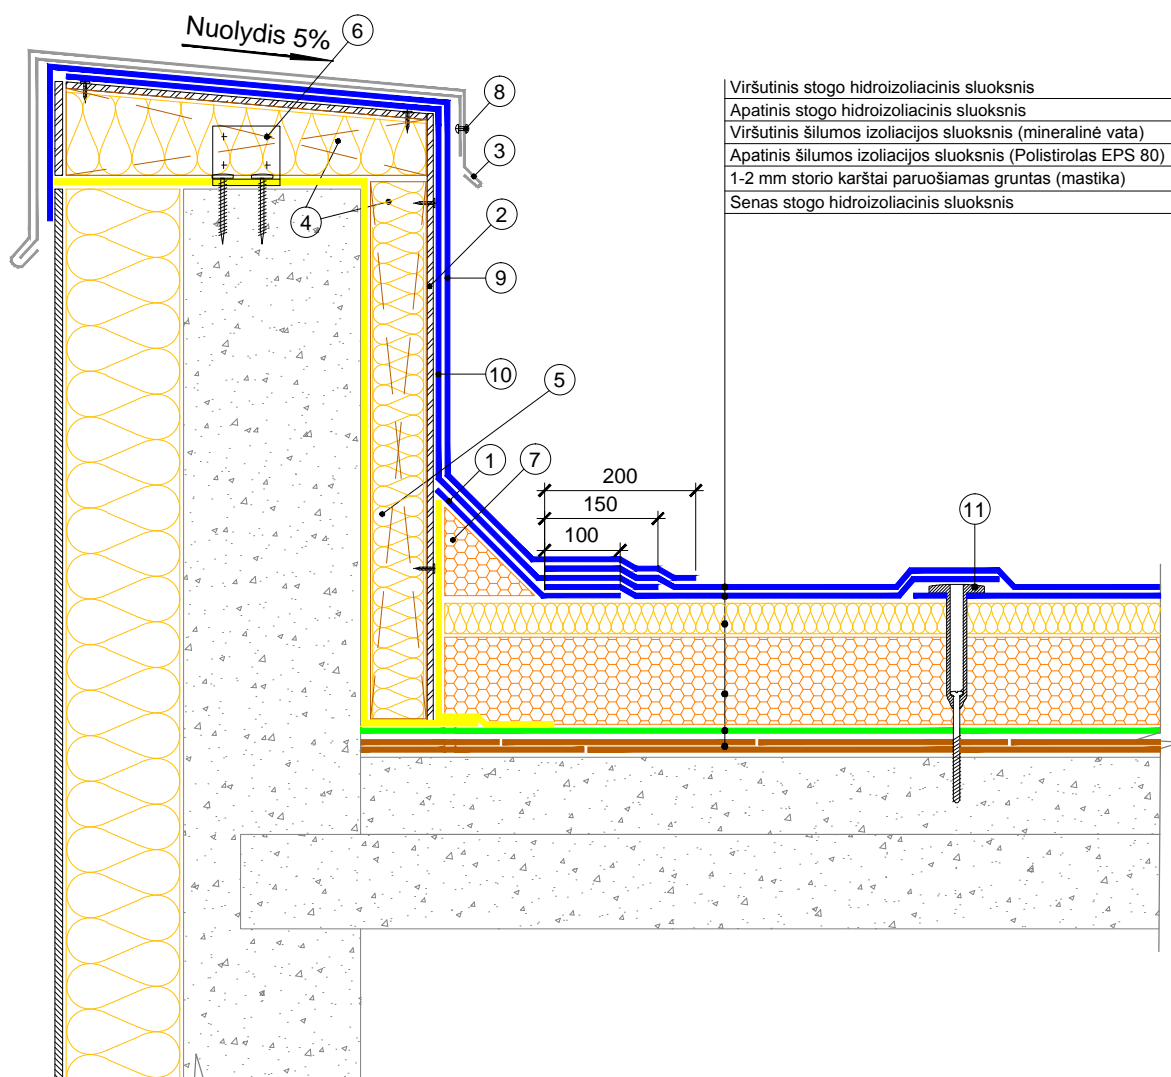 Nuolydis 5%
6
8
3
Viršutinis stogo hidroizoliacinis sluoksnis
Apatinis stogo hidroizoliacinis sluoksnis
Viršutinis šilumos izoliacijos sluoksnis (mineralinė vata)
Apatinis šilumos izoliacijos sluoksnis (Polistirolas EPS 80)
1-2 mm storio karštai paruošiamas gruntas (mastika)
Senas stogo hidroizoliacinis sluoksnis
4
2
9
10
5
1
7
200
150
100
11